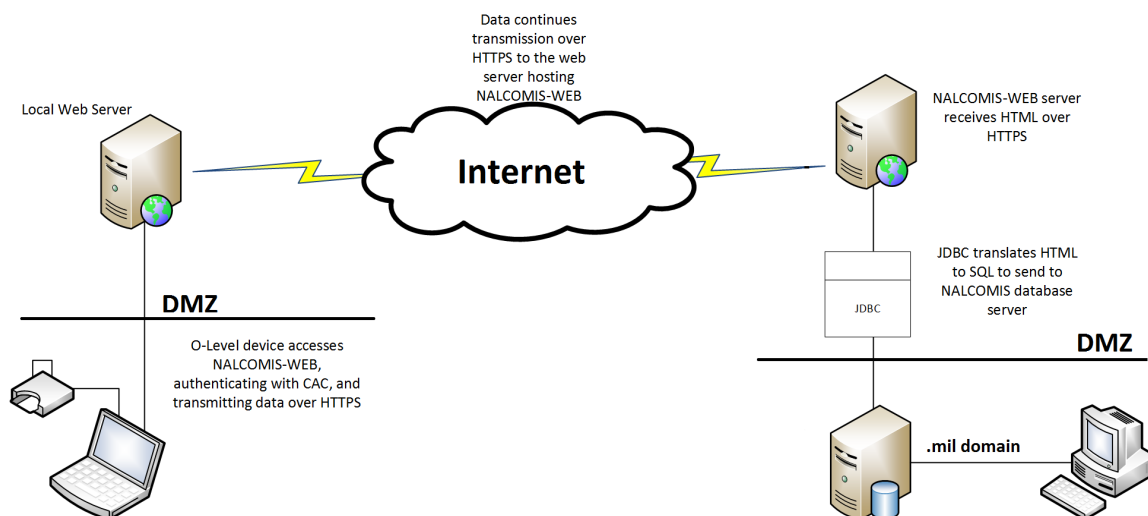 Data continues
transmission over
HTTPS to the web
server hosting
NALCOMIS-WEB
Local Web Server
Internet
NALCOMIS-WEB server
receives HTML over
HTTPS
JDBC translates HTML
to SQL to send to
NALCOMIS database
server
JDBC
DMZ
O-Level device accesses
NALCOMIS-WEB,
authenticating with CAC, and
transmitting data over HTTPS
DMZ
.mil domain